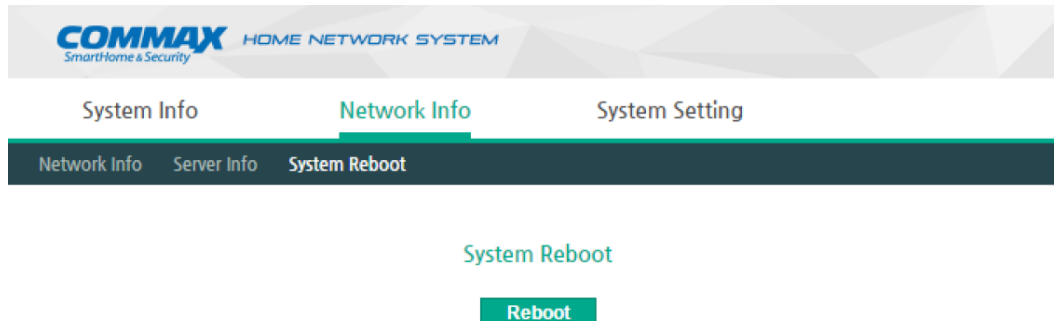 COMMAX HOME NETWORK SYSTEM
SmartHome & Security
System Info Network Info System Setting
Network Info Server Info System Reboot
System Reboot
Reboot